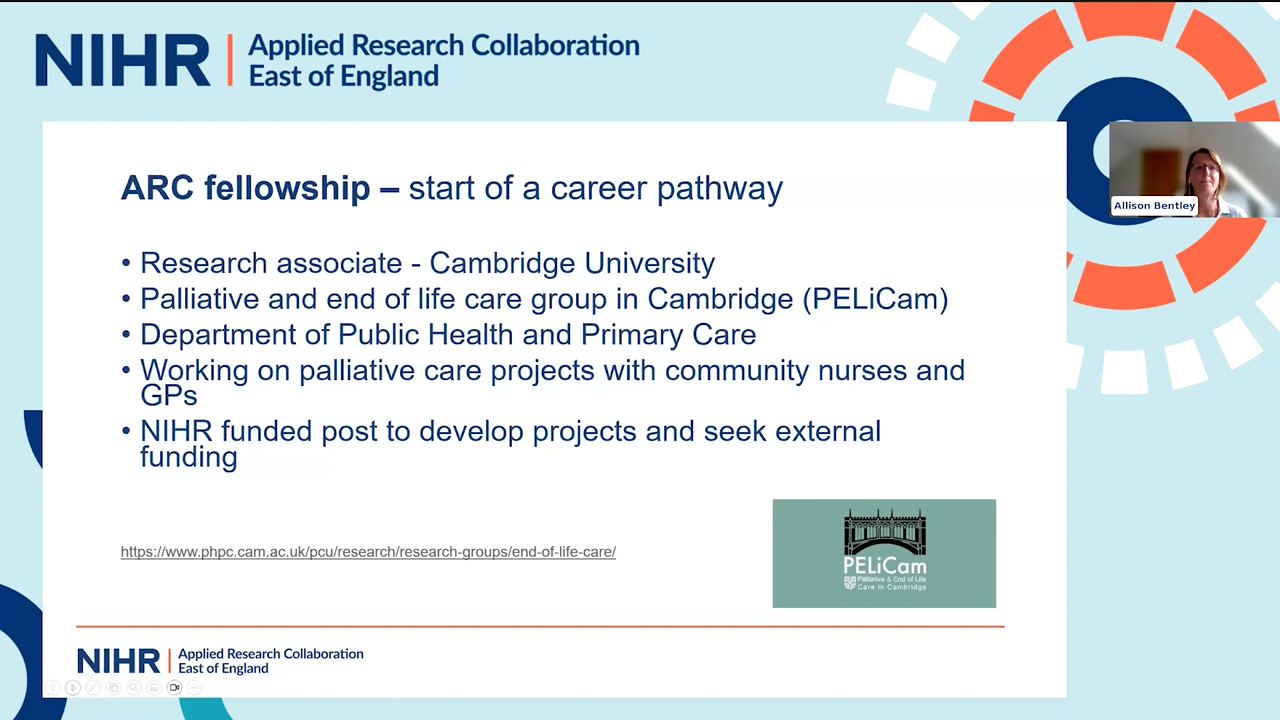 NIHR | Applied Research Collaboration
East of England
Allison Bentley
ARC fellowship – start of a career pathway
• Research associate - Cambridge University
• Palliative and end of life care group in Cambridge (PELiCam)
• Department of Public Health and Primary Care
• Working on palliative care projects with community nurses and
GPs
• NIHR funded post to develop projects and seek external
funding
https://www.phpc.cam.ac.uk/pcu/research/research-groups/end-of-life-care/
PELiCam
Palliative & End of Life
Care in Cambridge
NIHR | Applied Research Collaboration
East of England